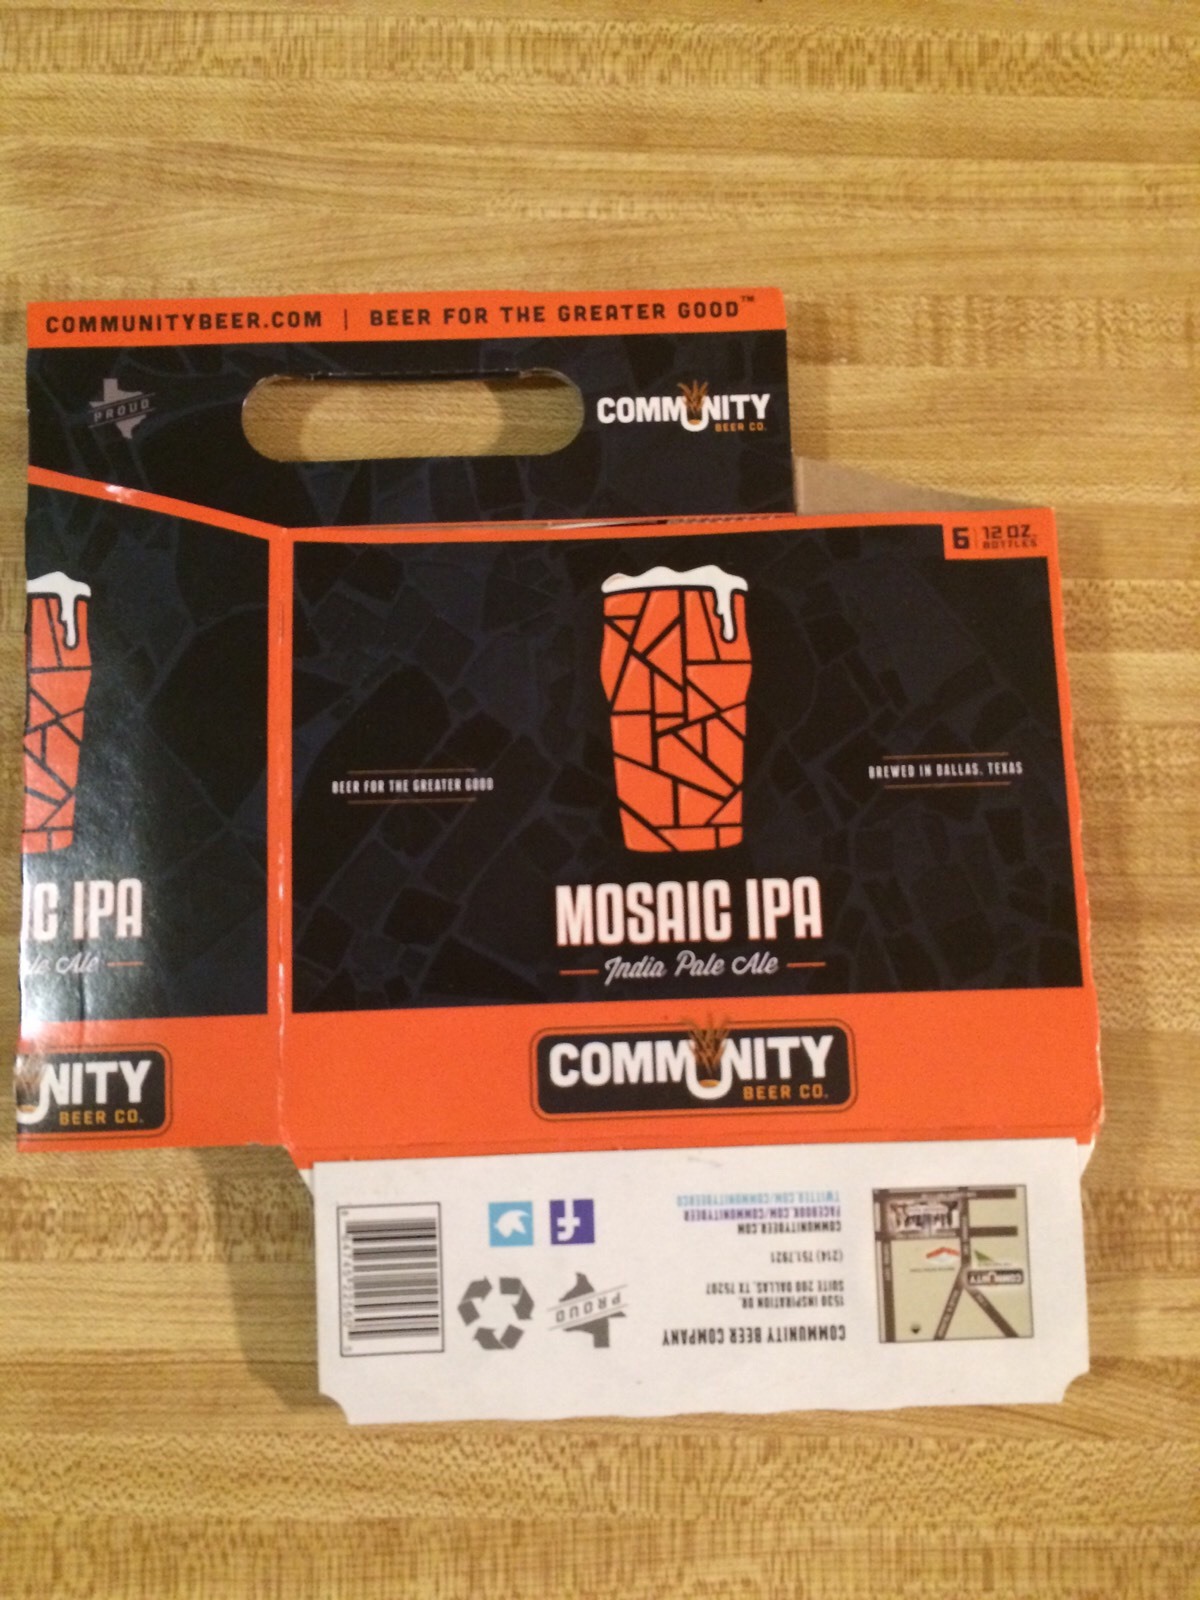 COMMUNITYBEER.COM | BEER FOR THE GREATER GOOD™
PROUD
COMMUNITY
BEER CO.
6 | 12 OZ.
BOTTLES
BEER FOR THE GREATER GOOD
BREWED IN DALLAS, TEXAS
C IPA
MOSAIC IPA
Ale
India Pale Ale
UNITY
BEER CO.
COMMUNITY
BEER CO.
COMMUNITY BEER COMPANY
1530 INSPIRATION DR.
SUITE 200 DALLAS, TX 75207
(214) 751.7921
COMMUNITYBEER.COM
FACEBOOK.COM/COMMUNITYBEER
TWITTER.COM/COMMUNITYBEERCO
PROUD
f
COMMUNITY